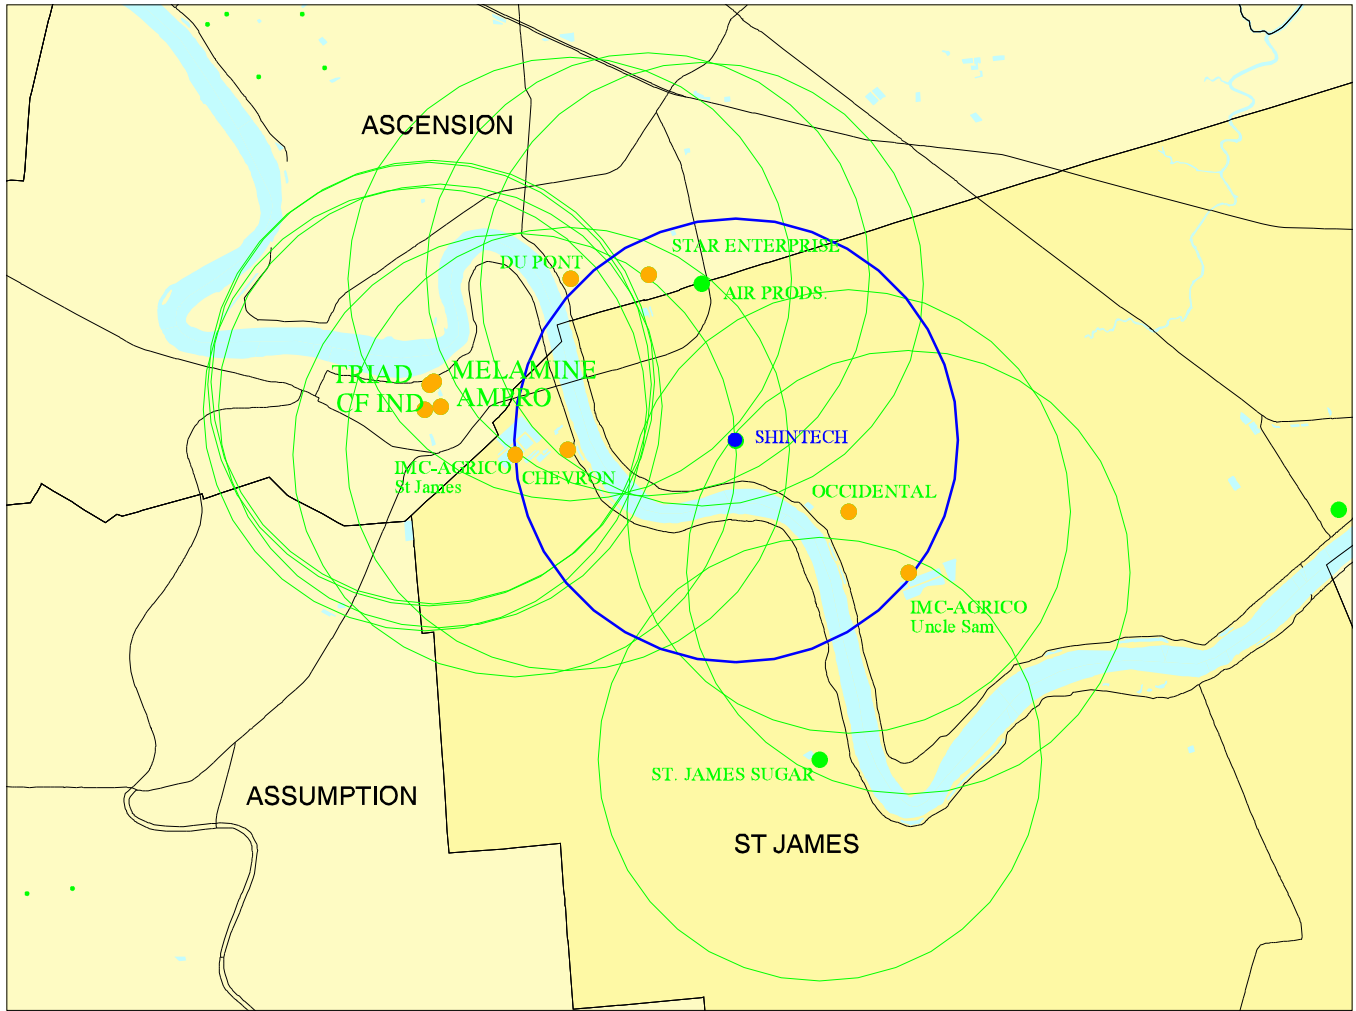 ASCENSION
STAR ENTERPRISE
DU PONT
AIR PRODS.
TRIAD
MELAMINE
CF IND
AMPRO
SHINTECH
IMC-AGRICO
St James
CHEVRON
OCCIDENTAL
IMC-AGRICO
Uncle Sam
ST. JAMES SUGAR
ASSUMPTION
ST JAMES